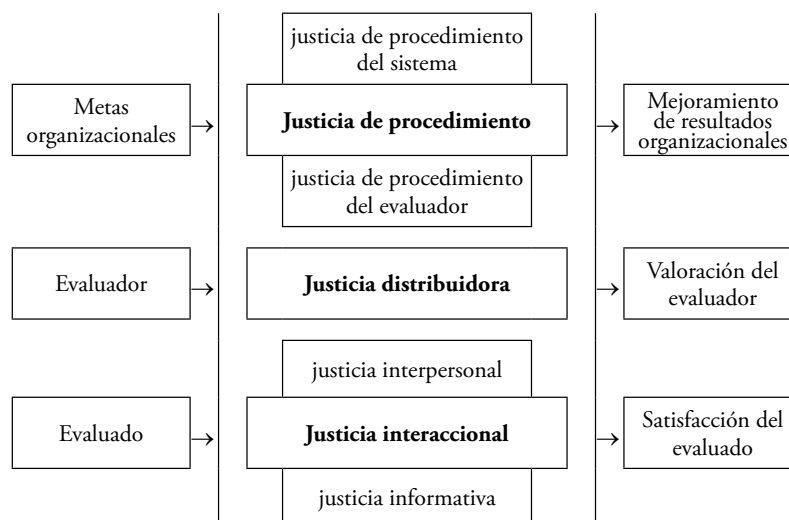 justicia de procedimiento
del sistema
Metas
organizacionales
Justicia de procedimiento
Mejoramiento
de resultados
organizacionales
justicia de procedimiento
del evaluador
Evaluador
Justicia distribuidora
Valoración del
evaluador
justicia interpersonal
Evaluado
Justicia interaccional
Satisfacción del
evaluado
justicia informativa